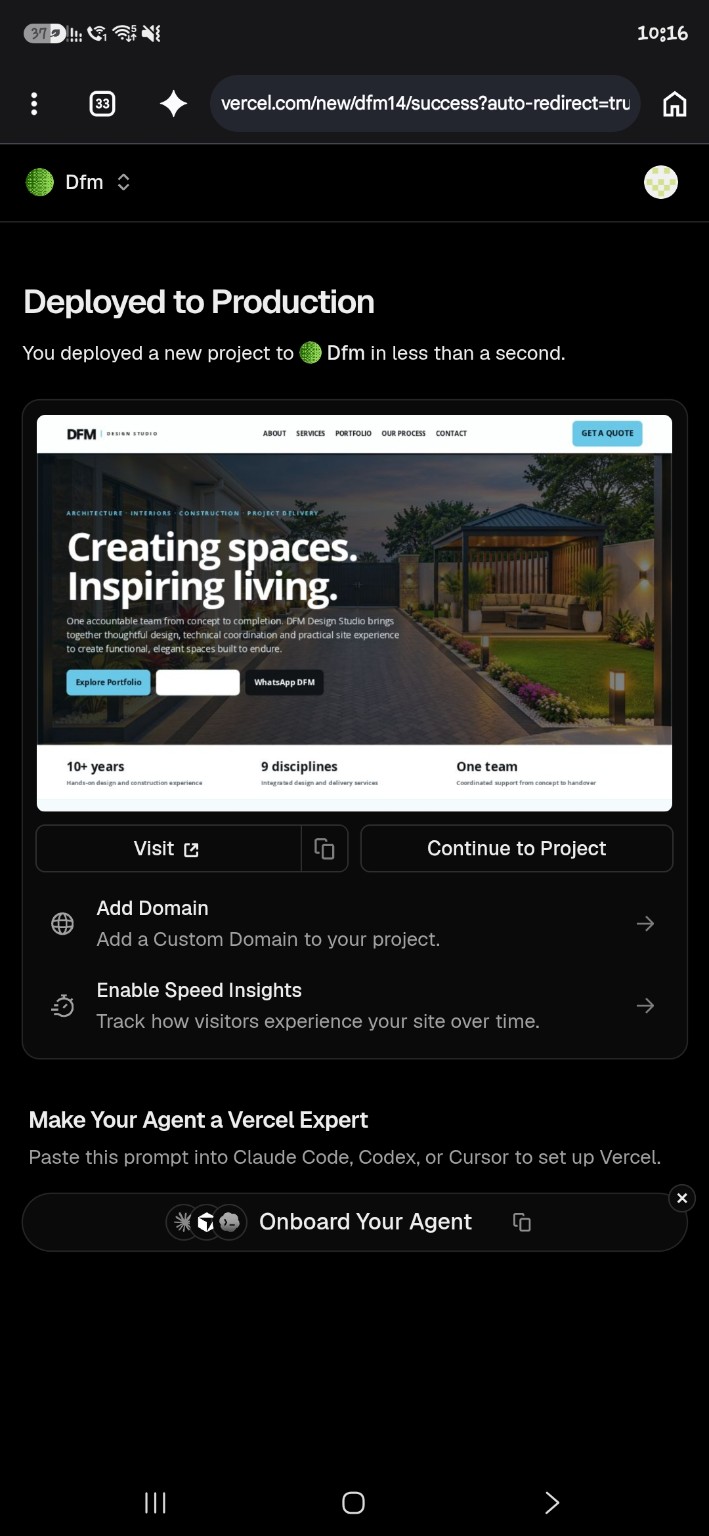 37
1
5
10:16
33
vercel.com/new/dfm14/success?auto-redirect=tru
Dfm
Deployed to Production
You deployed a new project to Dfm in less than a second.
DFM | DESIGN STUDIO
ABOUT SERVICES PORTFOLIO OUR PROCESS CONTACT
GET A QUOTE
ARCHITECTURE · INTERIORS · CONSTRUCTION · PROJECT DELIVERY
Creating spaces.
Inspiring living.
One accountable team from concept to completion. DFM Design Studio brings
together thoughtful design, technical coordination and practical site experience
to create functional, elegant spaces built to endure.
Explore Portfolio
WhatsApp DFM
10+ years
Hands-on design and construction experience
9 disciplines
Integrated design and delivery services
One team
Coordinated support from concept to handover
Visit
Continue to Project
Add Domain
Add a Custom Domain to your project.
Enable Speed Insights
Track how visitors experience your site over time.
Make Your Agent a Vercel Expert
Paste this prompt into Claude Code, Codex, or Cursor to set up Vercel.
Onboard Your Agent